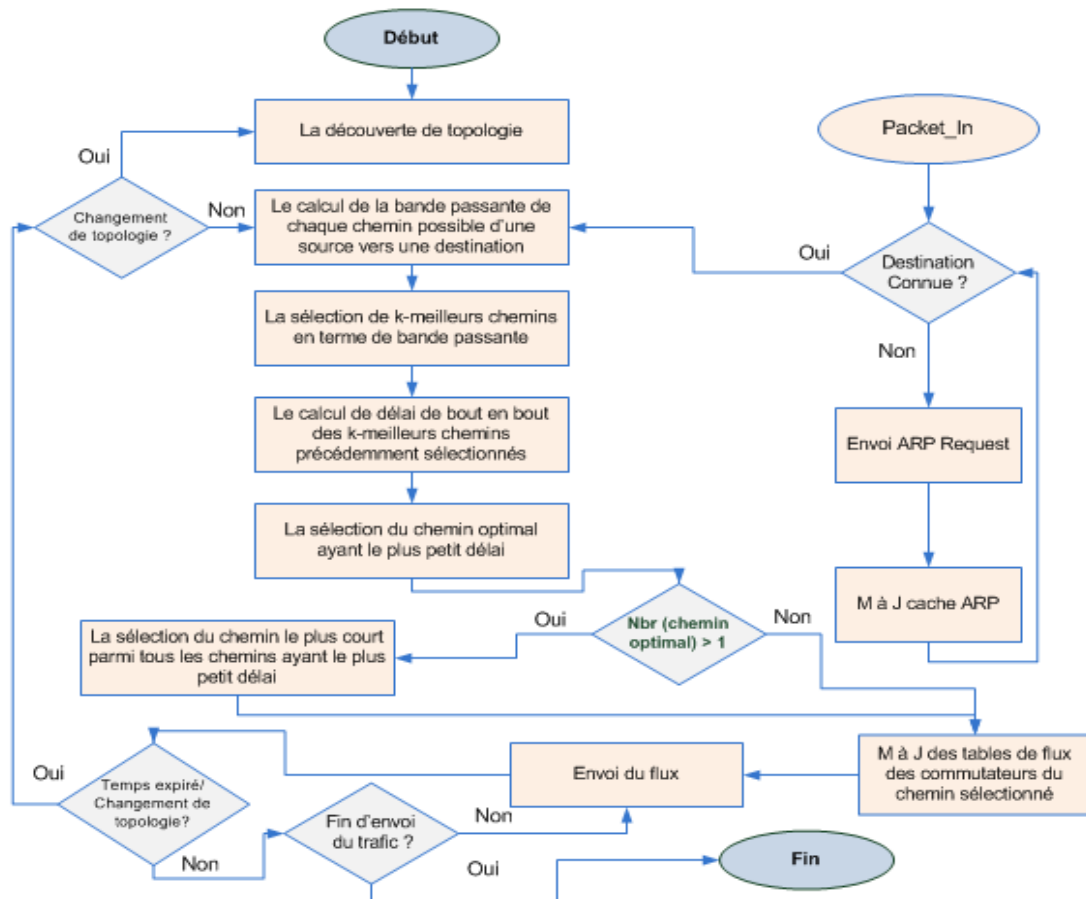 Début
La découverte de topologie
Packet_In
Oui
Changement
de topologie ?
Non
Le calcul de la bande passante de
chaque chemin possible d'une
source vers une destination
Oui
Destination
Connue ?
La sélection de k-meilleurs chemins
en terme de bande passante
Non
Le calcul de délai de bout en bout
des k-meilleurs chemins
précédemment sélectionnés
Envoi ARP Request
La sélection du chemin optimal
ayant le plus petit délai
M à J cache ARP
Oui
Nbr (chemin
optimal) > 1
Non
La sélection du chemin le plus court
parmi tous les chemins ayant le plus
petit délai
Oui
Temps expiré/
Changement de
topologie?
Envoi du flux
M à J des tables de flux
des commutateurs du
chemin sélectionné
Non
Fin d'envoi
du trafic ?
Non
Oui
Fin